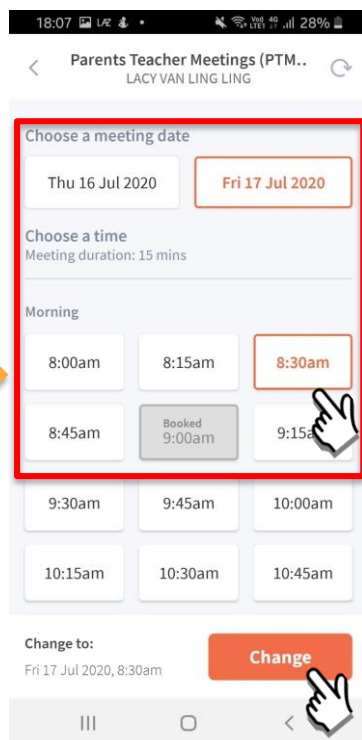 18:07
28%
Parents Teacher Meetings (PTM..
LACY VAN LING LING
Choose a meeting date
Thu 16 Jul 2020
Fri 17 Jul 2020
Choose a time
Meeting duration: 15 mins
Morning
8:00am
8:15am
8:30am
8:45am
Booked
9:00am
9:30am
9:45am
10:00am
10:15am
10:30am
10:45am
Change to:
Fri 17 Jul 2020, 8:30am
Change